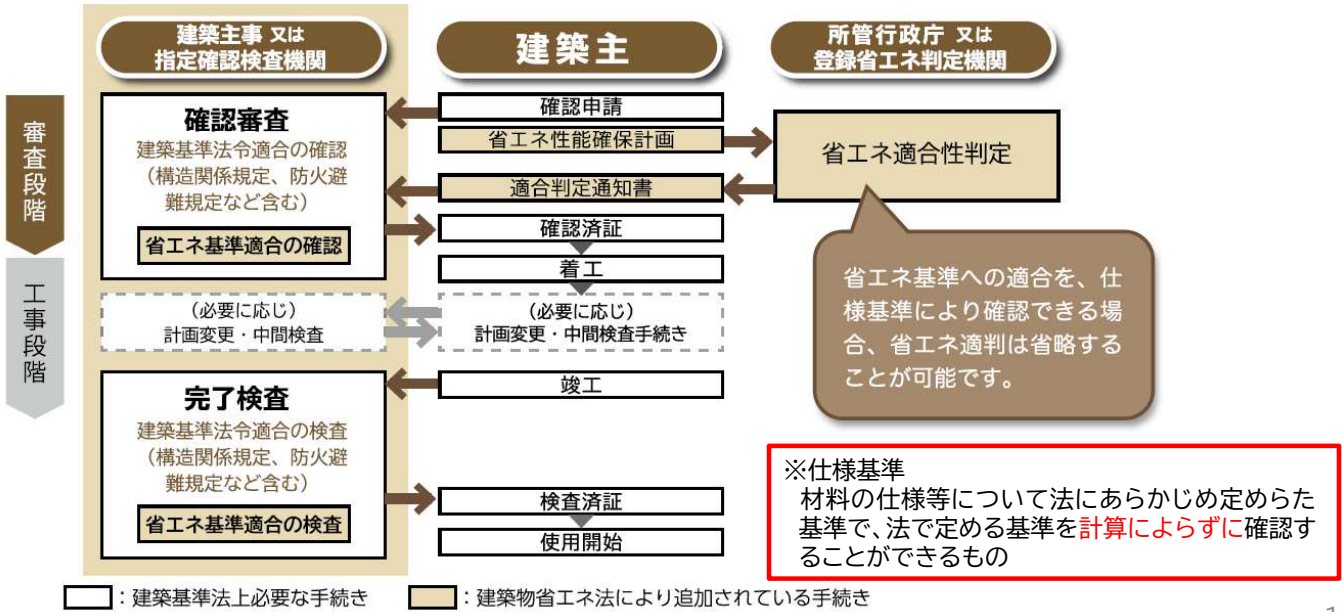 建築主事 又は
指定確認検査機関
建築主
所管行政庁 又は
登録省エネ判定機関
審査段階
確認審査
建築基準法令適合の確認
（構造関係規定、防火避
難規定など含む）
省エネ基準適合の確認
確認申請
省エネ性能確保計画
適合判定通知書
確認済証
着工
省エネ適合性判定
省エネ基準への適合を、仕
様基準により確認できる場
合、省エネ適判は省略する
ことが可能です。
工事段階
（必要に応じ）
計画変更・中間検査
（必要に応じ）
計画変更・中間検査手続き
完了検査
建築基準法令適合の検査
（構造関係規定、防火避
難規定など含む）
省エネ基準適合の検査
竣工
検査済証
使用開始
※仕様基準
材料の仕様等について法にあらかじめ定めらた
基準で、法で定める基準を計算によらずに確認す
ることができるもの
：建築基準法上必要な手続き
：建築物省エネ法により追加されている手続き
1